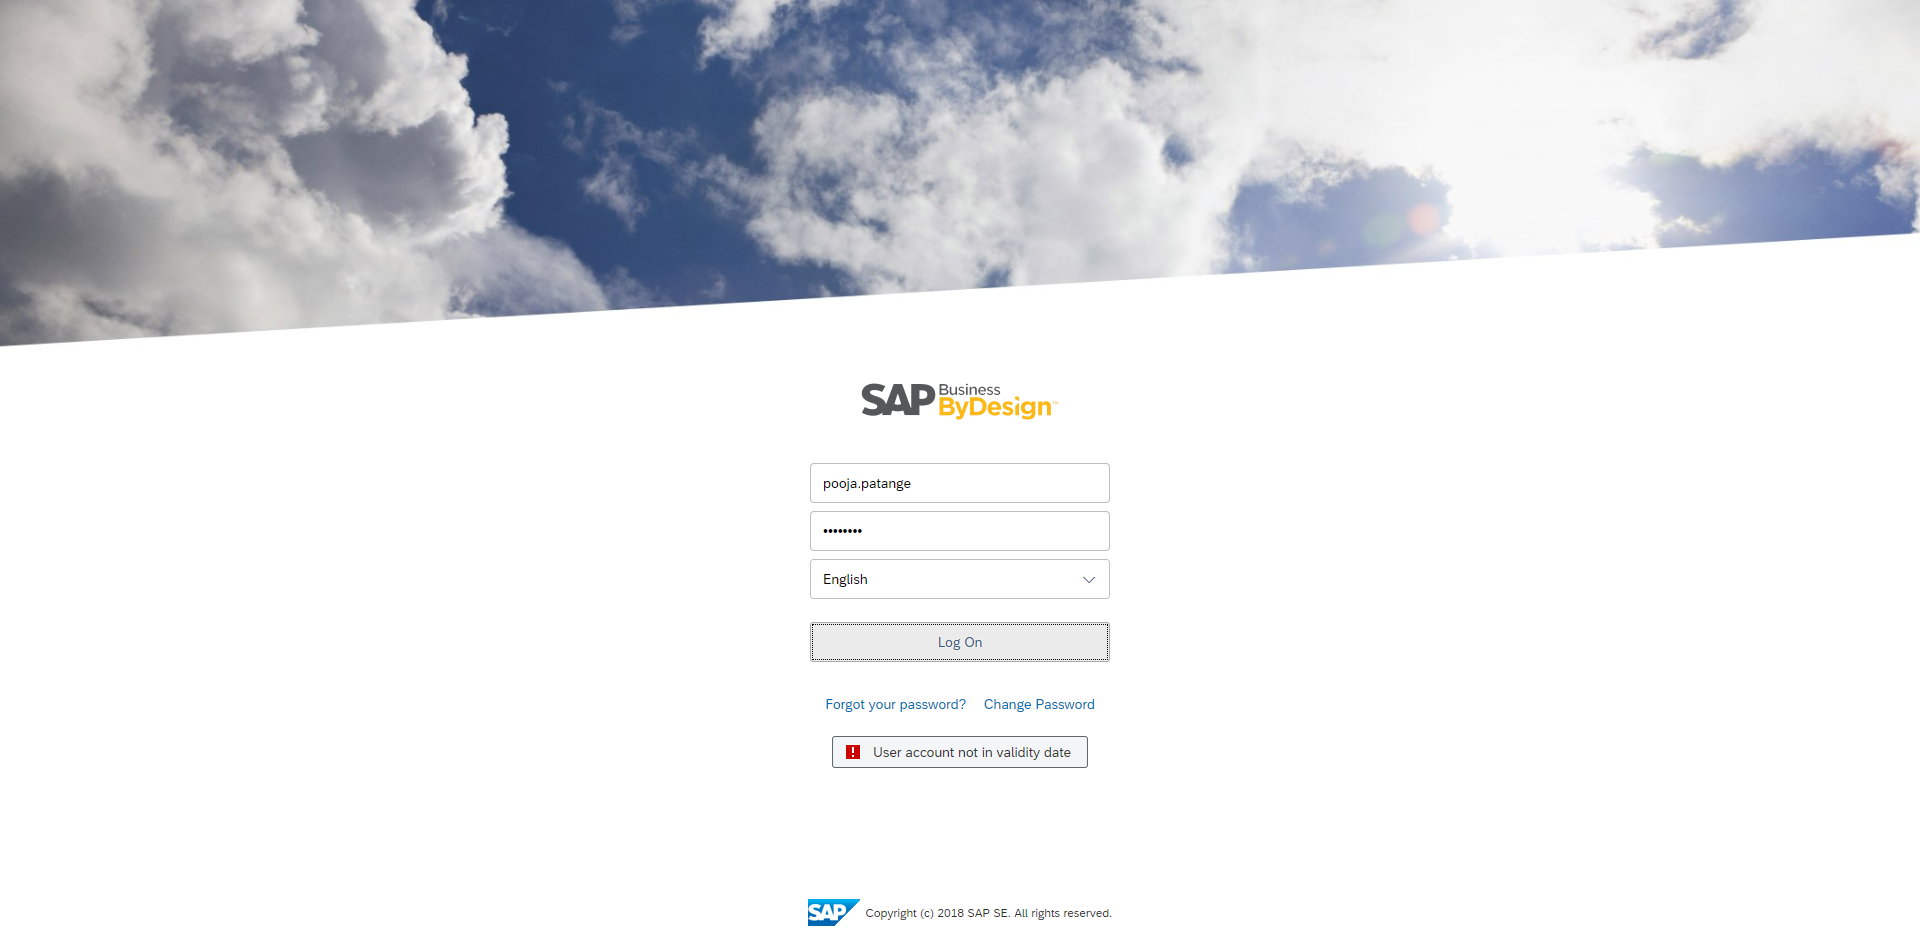 SAP Business
ByDesign™
pooja.patange
••••••••
English
Log On
Forgot your password? Change Password
User account not in validity date
SAP Copyright (c) 2018 SAP SE. All rights reserved.